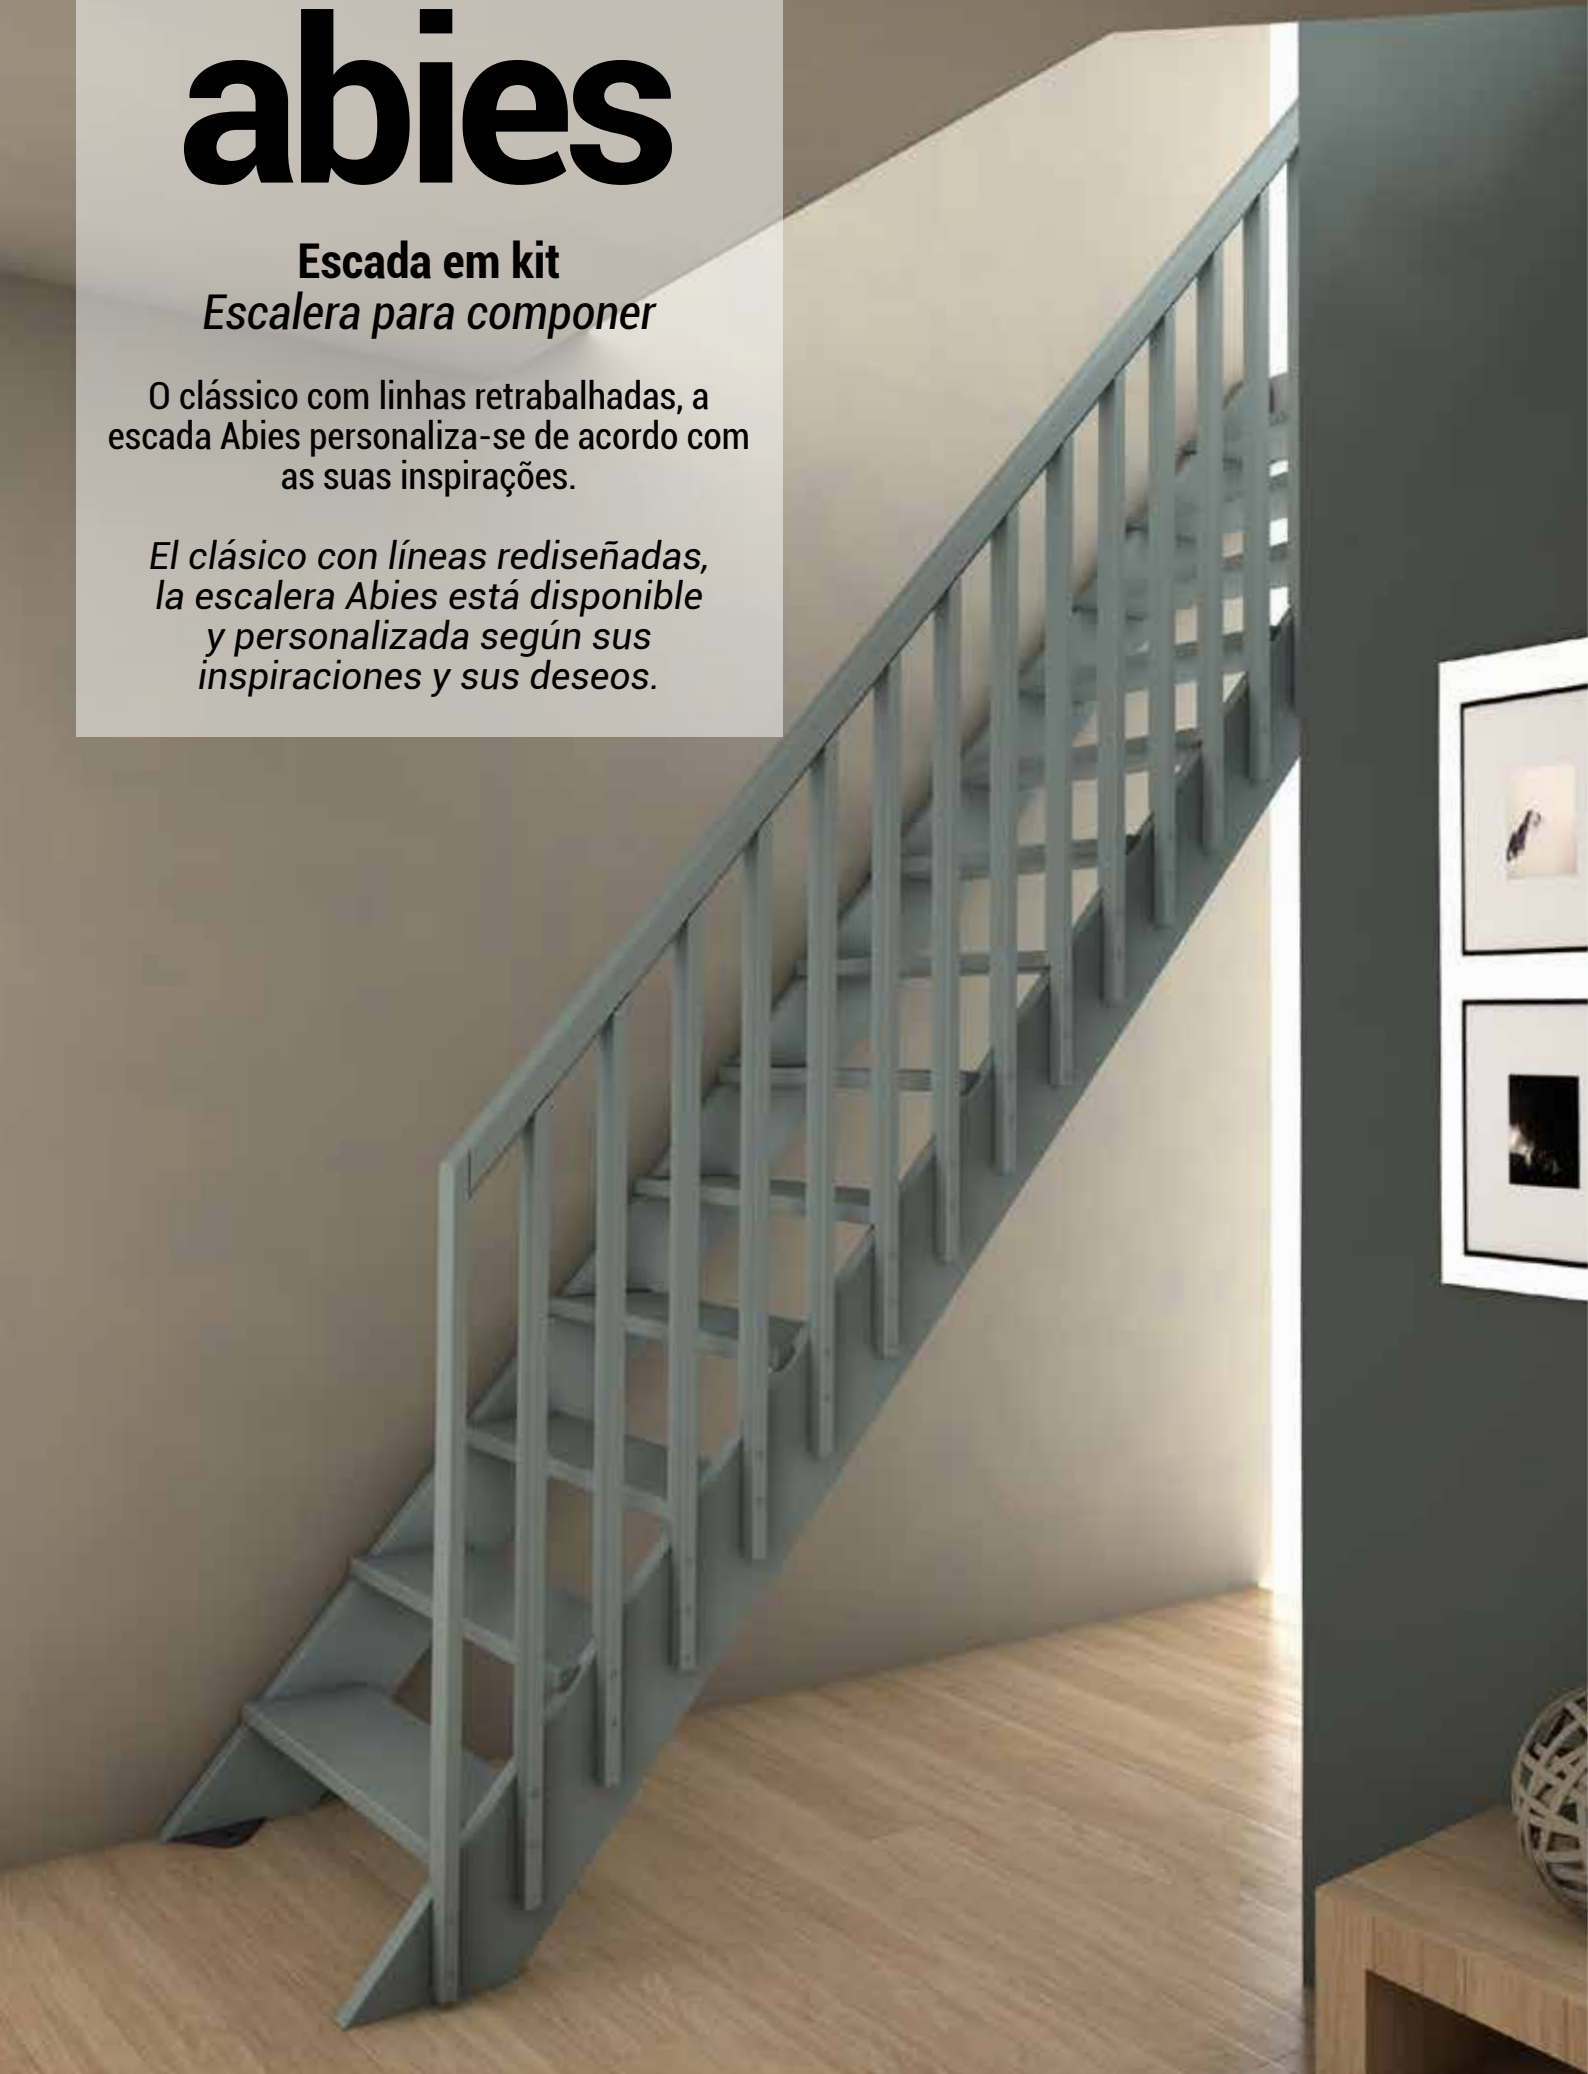 abies
Escada em kit
Escalera para componer
O clássico com linhas retrabalhadas, a
escada Abies personaliza-se de acordo com
as suas inspirações.
El clásico con líneas rediseñadas,
la escalera Abies está disponible
y personalizada según sus
inspiraciones y sus deseos.